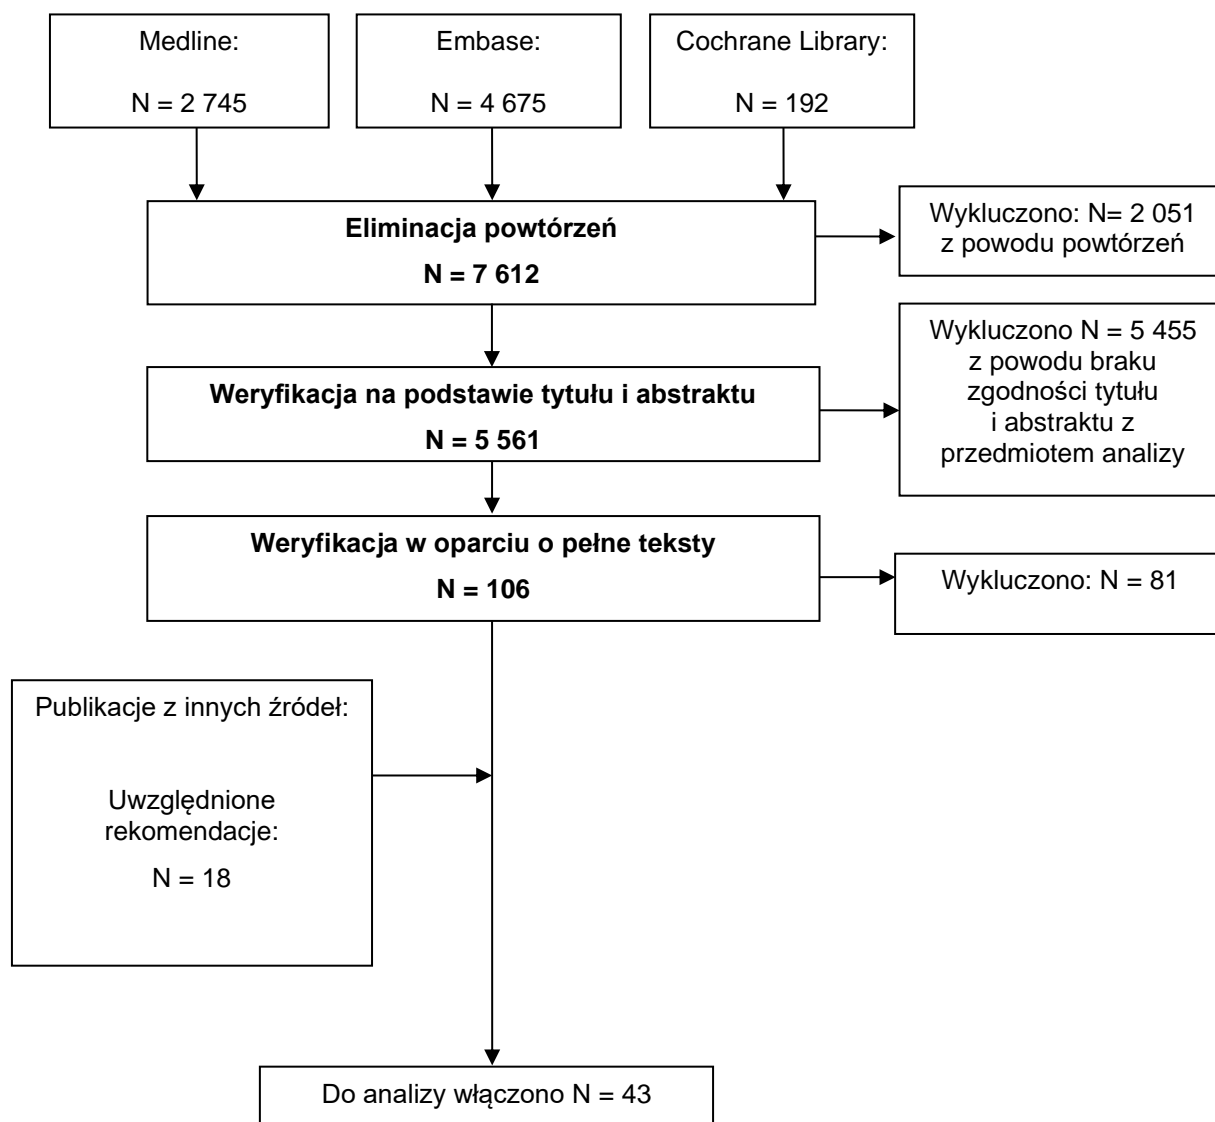 Medline:
N = 2 745
Embase:
N = 4 675
Cochrane Library:
N = 192
Eliminacja powtórzeń
N = 7 612
Wykluczono: N= 2 051
z powodu powtórzeń
Weryfikacja na podstawie tytułu i abstraktu
N = 5 561
Wykluczono N = 5 455
z powodu braku
zgodności tytułu
i abstraktu z
przedmiotem analizy
Weryfikacja w oparciu o pełne teksty
N = 106
Wykluczono: N = 81
Publikacje z innych źródeł:
Uwzględnione
rekomendacje:
N = 18
Do analizy włączono N = 43